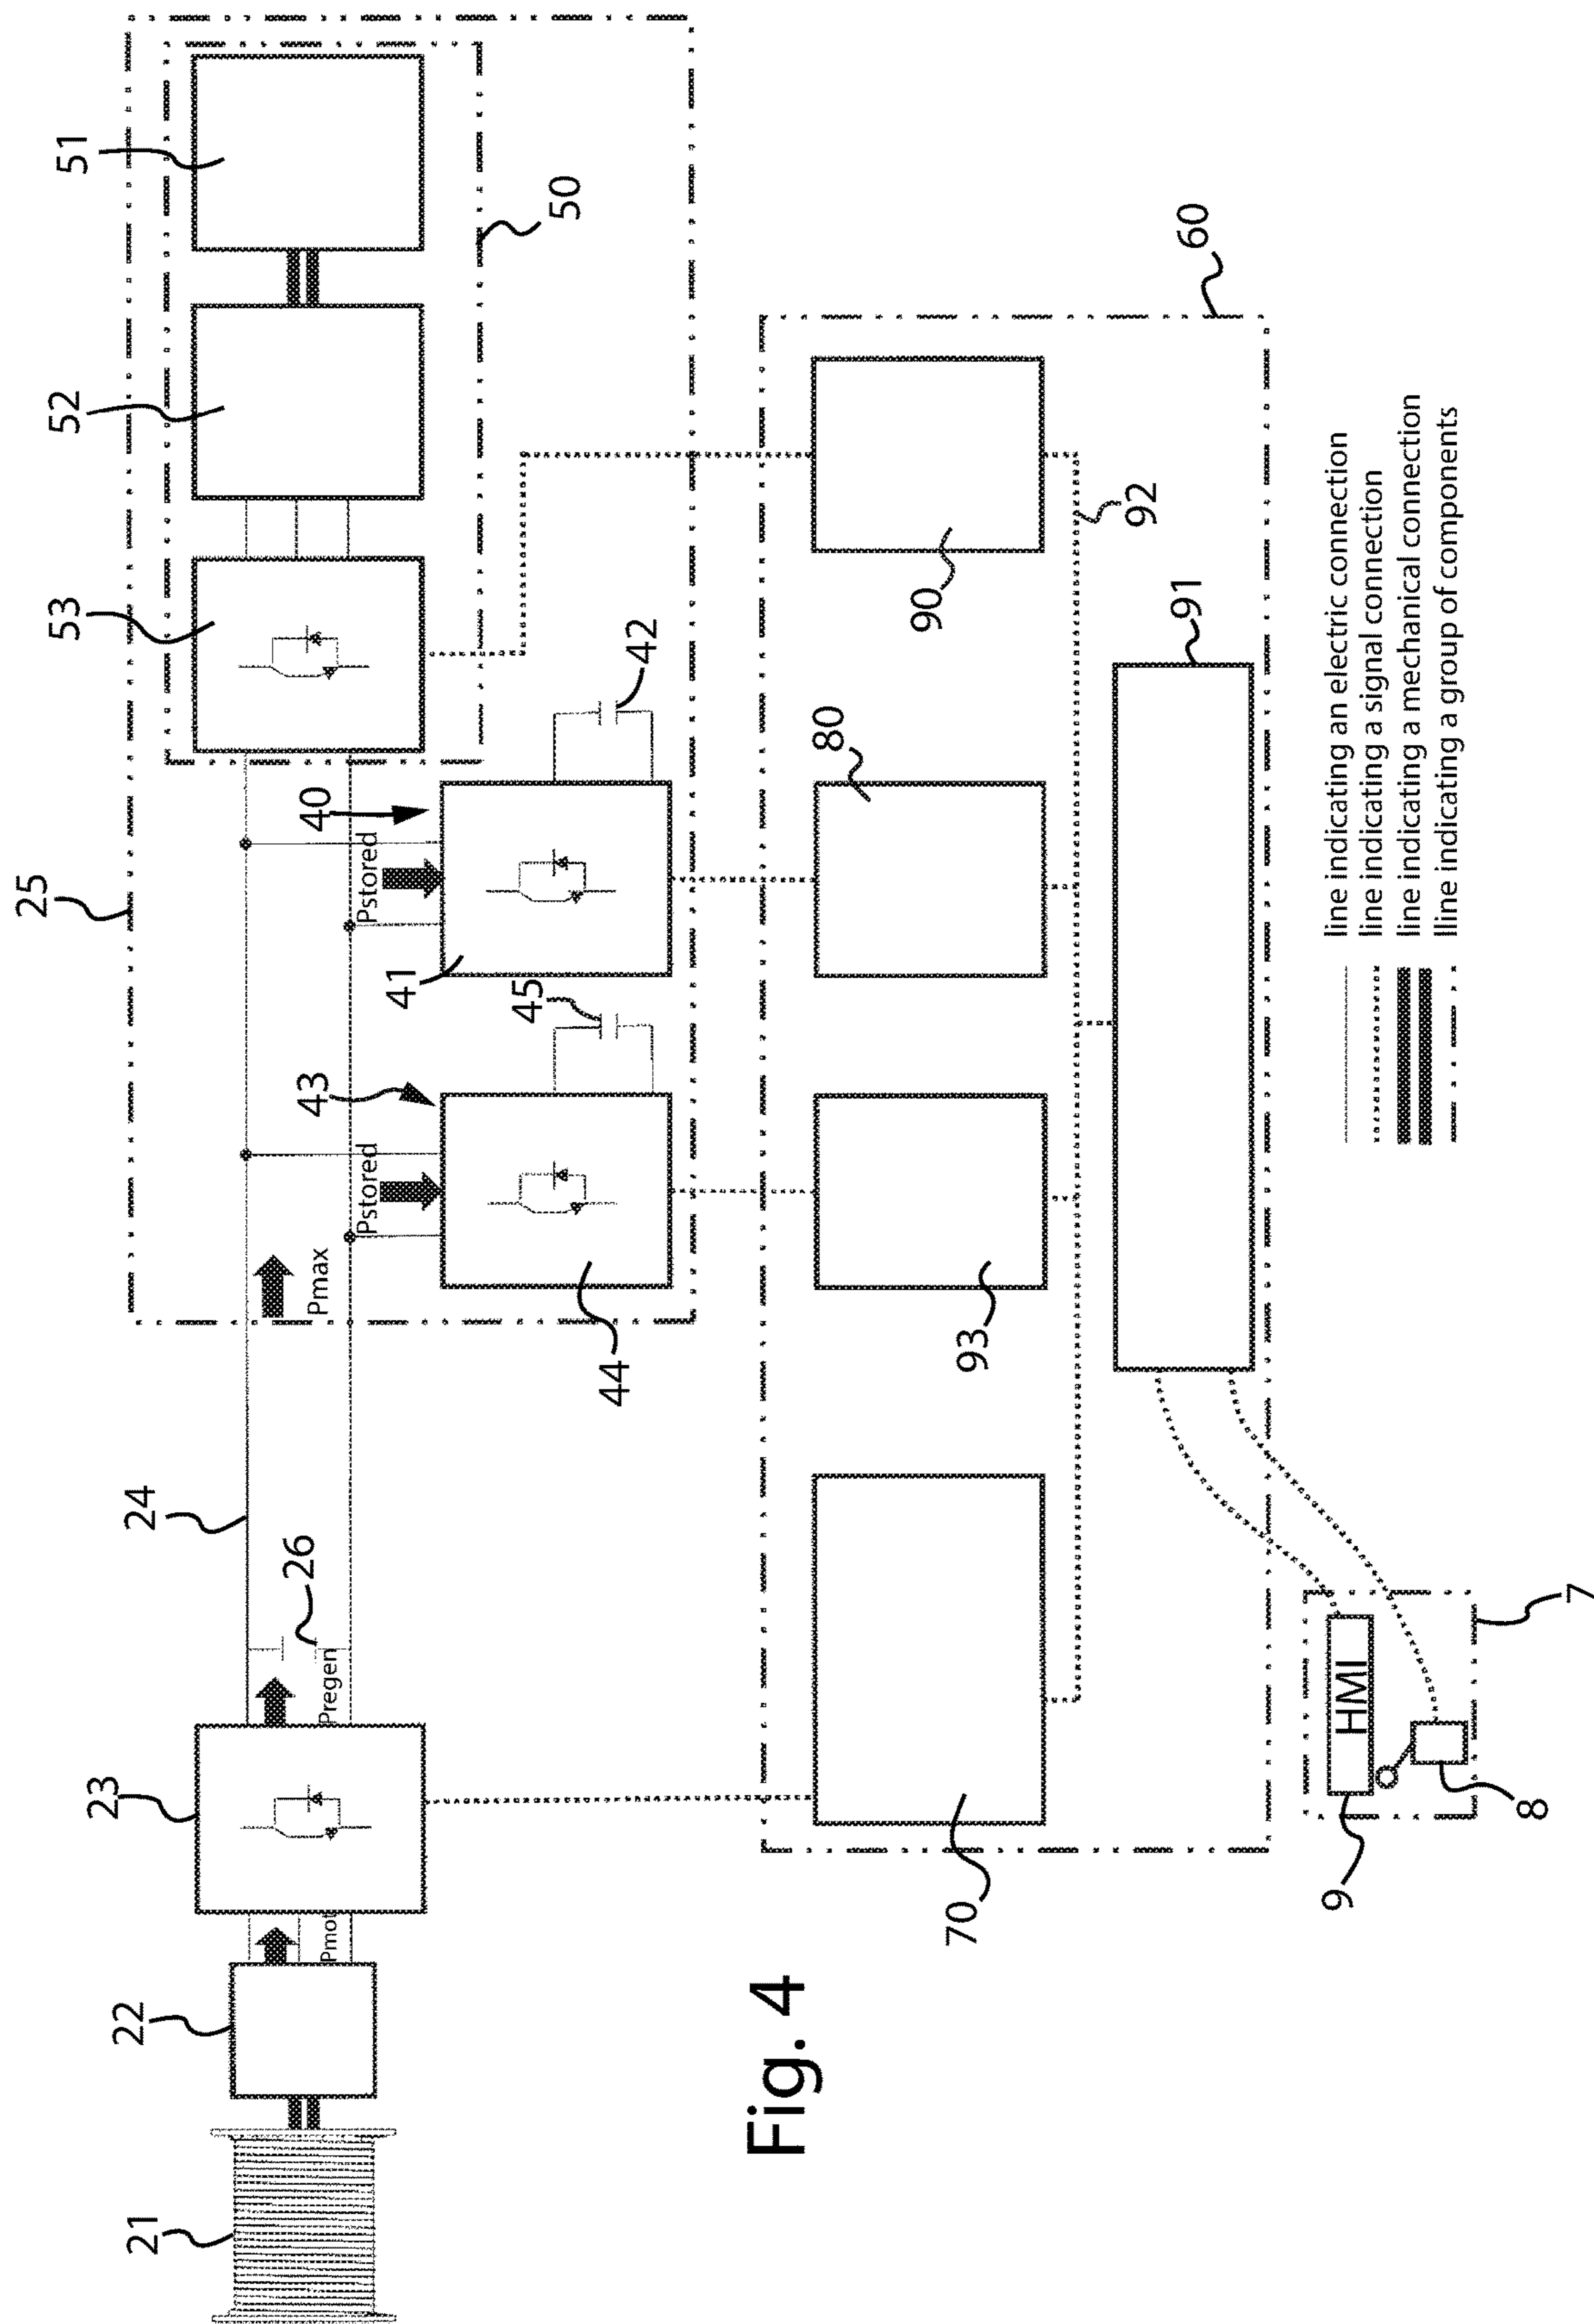 25
53
52
51
21
22
23
24
26
Pmot
Pregen
Pmax
43
40
Pstored
Pstored
41
45
42
50
44
Fig. 4
70
93
80
90
92
91
60
9
HMI
8
7
line indicating an electric connection
line indicating a signal connection
line indicating a mechanical connection
lline indicating a group of components